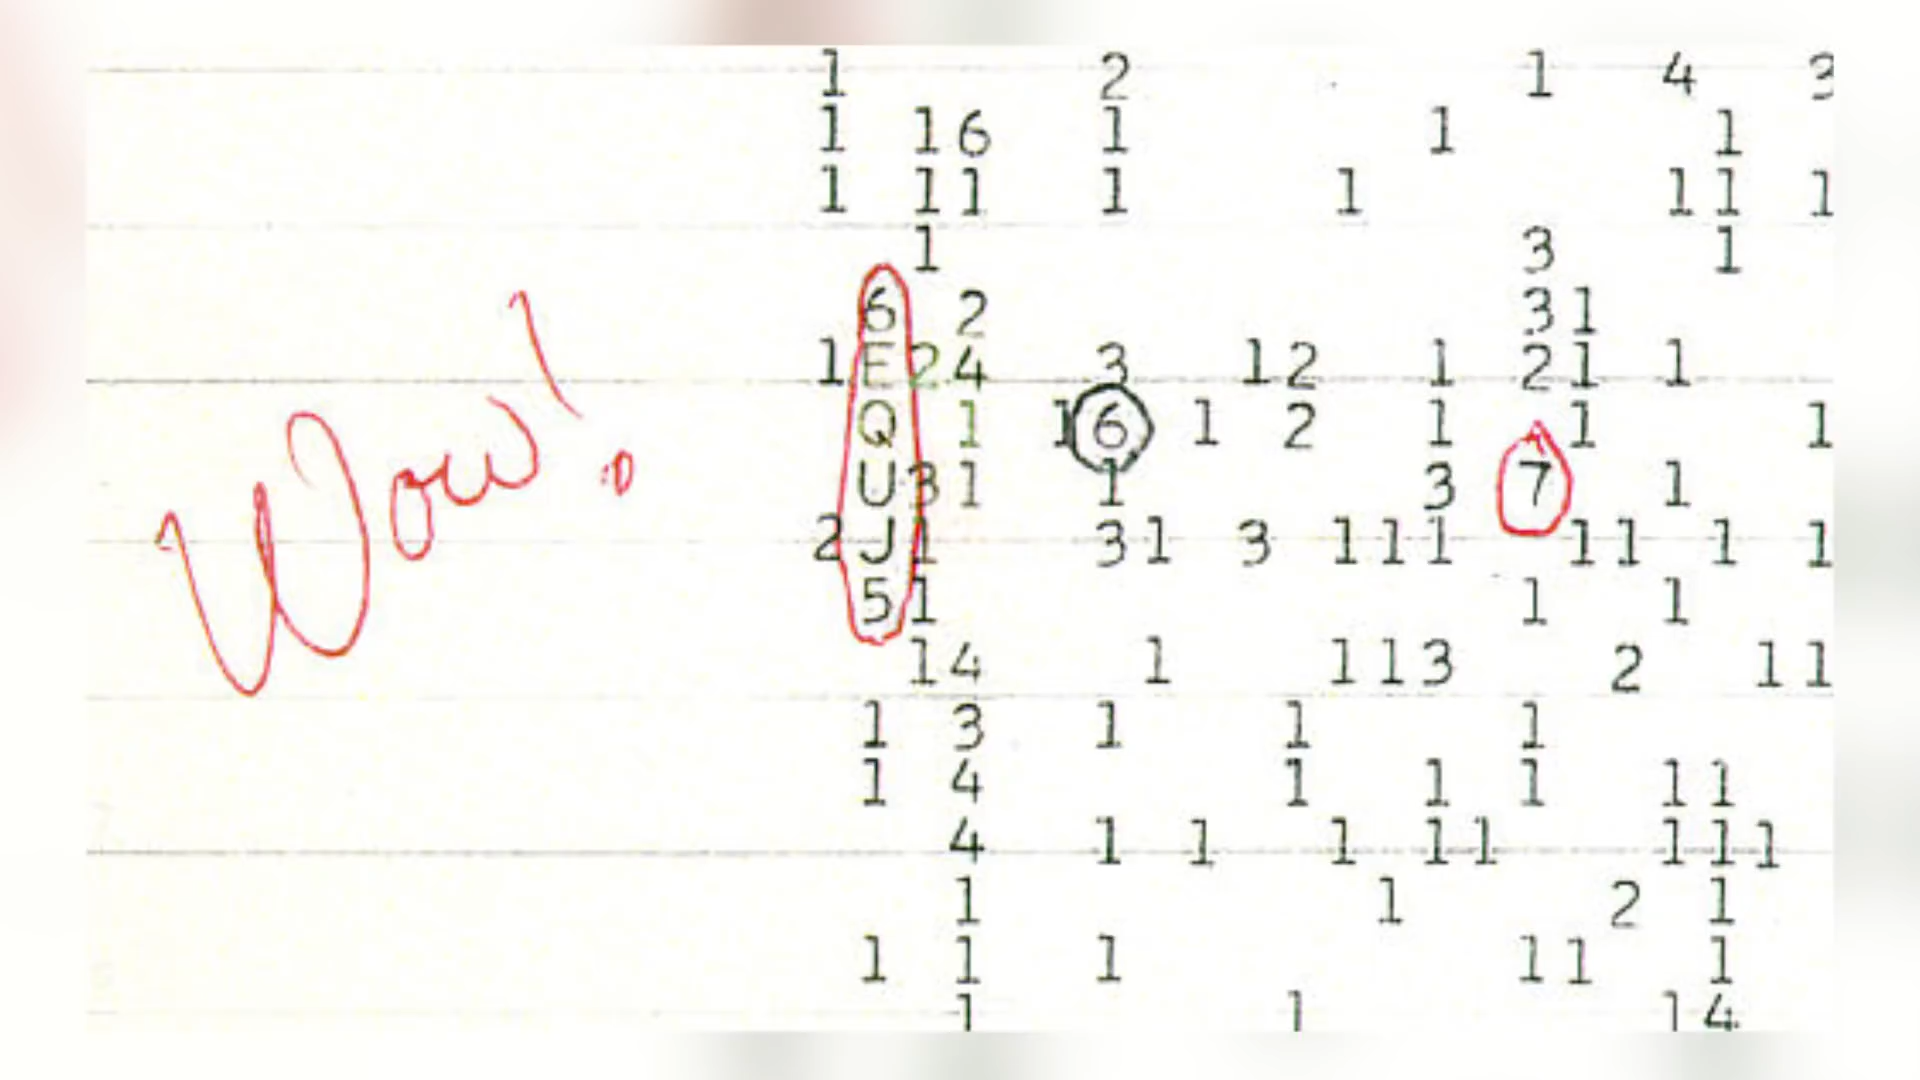 1 2 1 4 3
1 16 1 1 1
1 11 1 1 11 1
1 3 1
6 2 31
1E24 3 12 1 21 1
Wow!
Q 1 16 1 2 1 1 1
U31 1 3 7 1
2J1 31 3 111 11 1 1
51 1 1
14 1 113 2 11
1 3 1 1 1
1 4 1 1 1 11
4 1 1 1 11 111
1 1 2 1
1 1 1 11 1
1 1 14